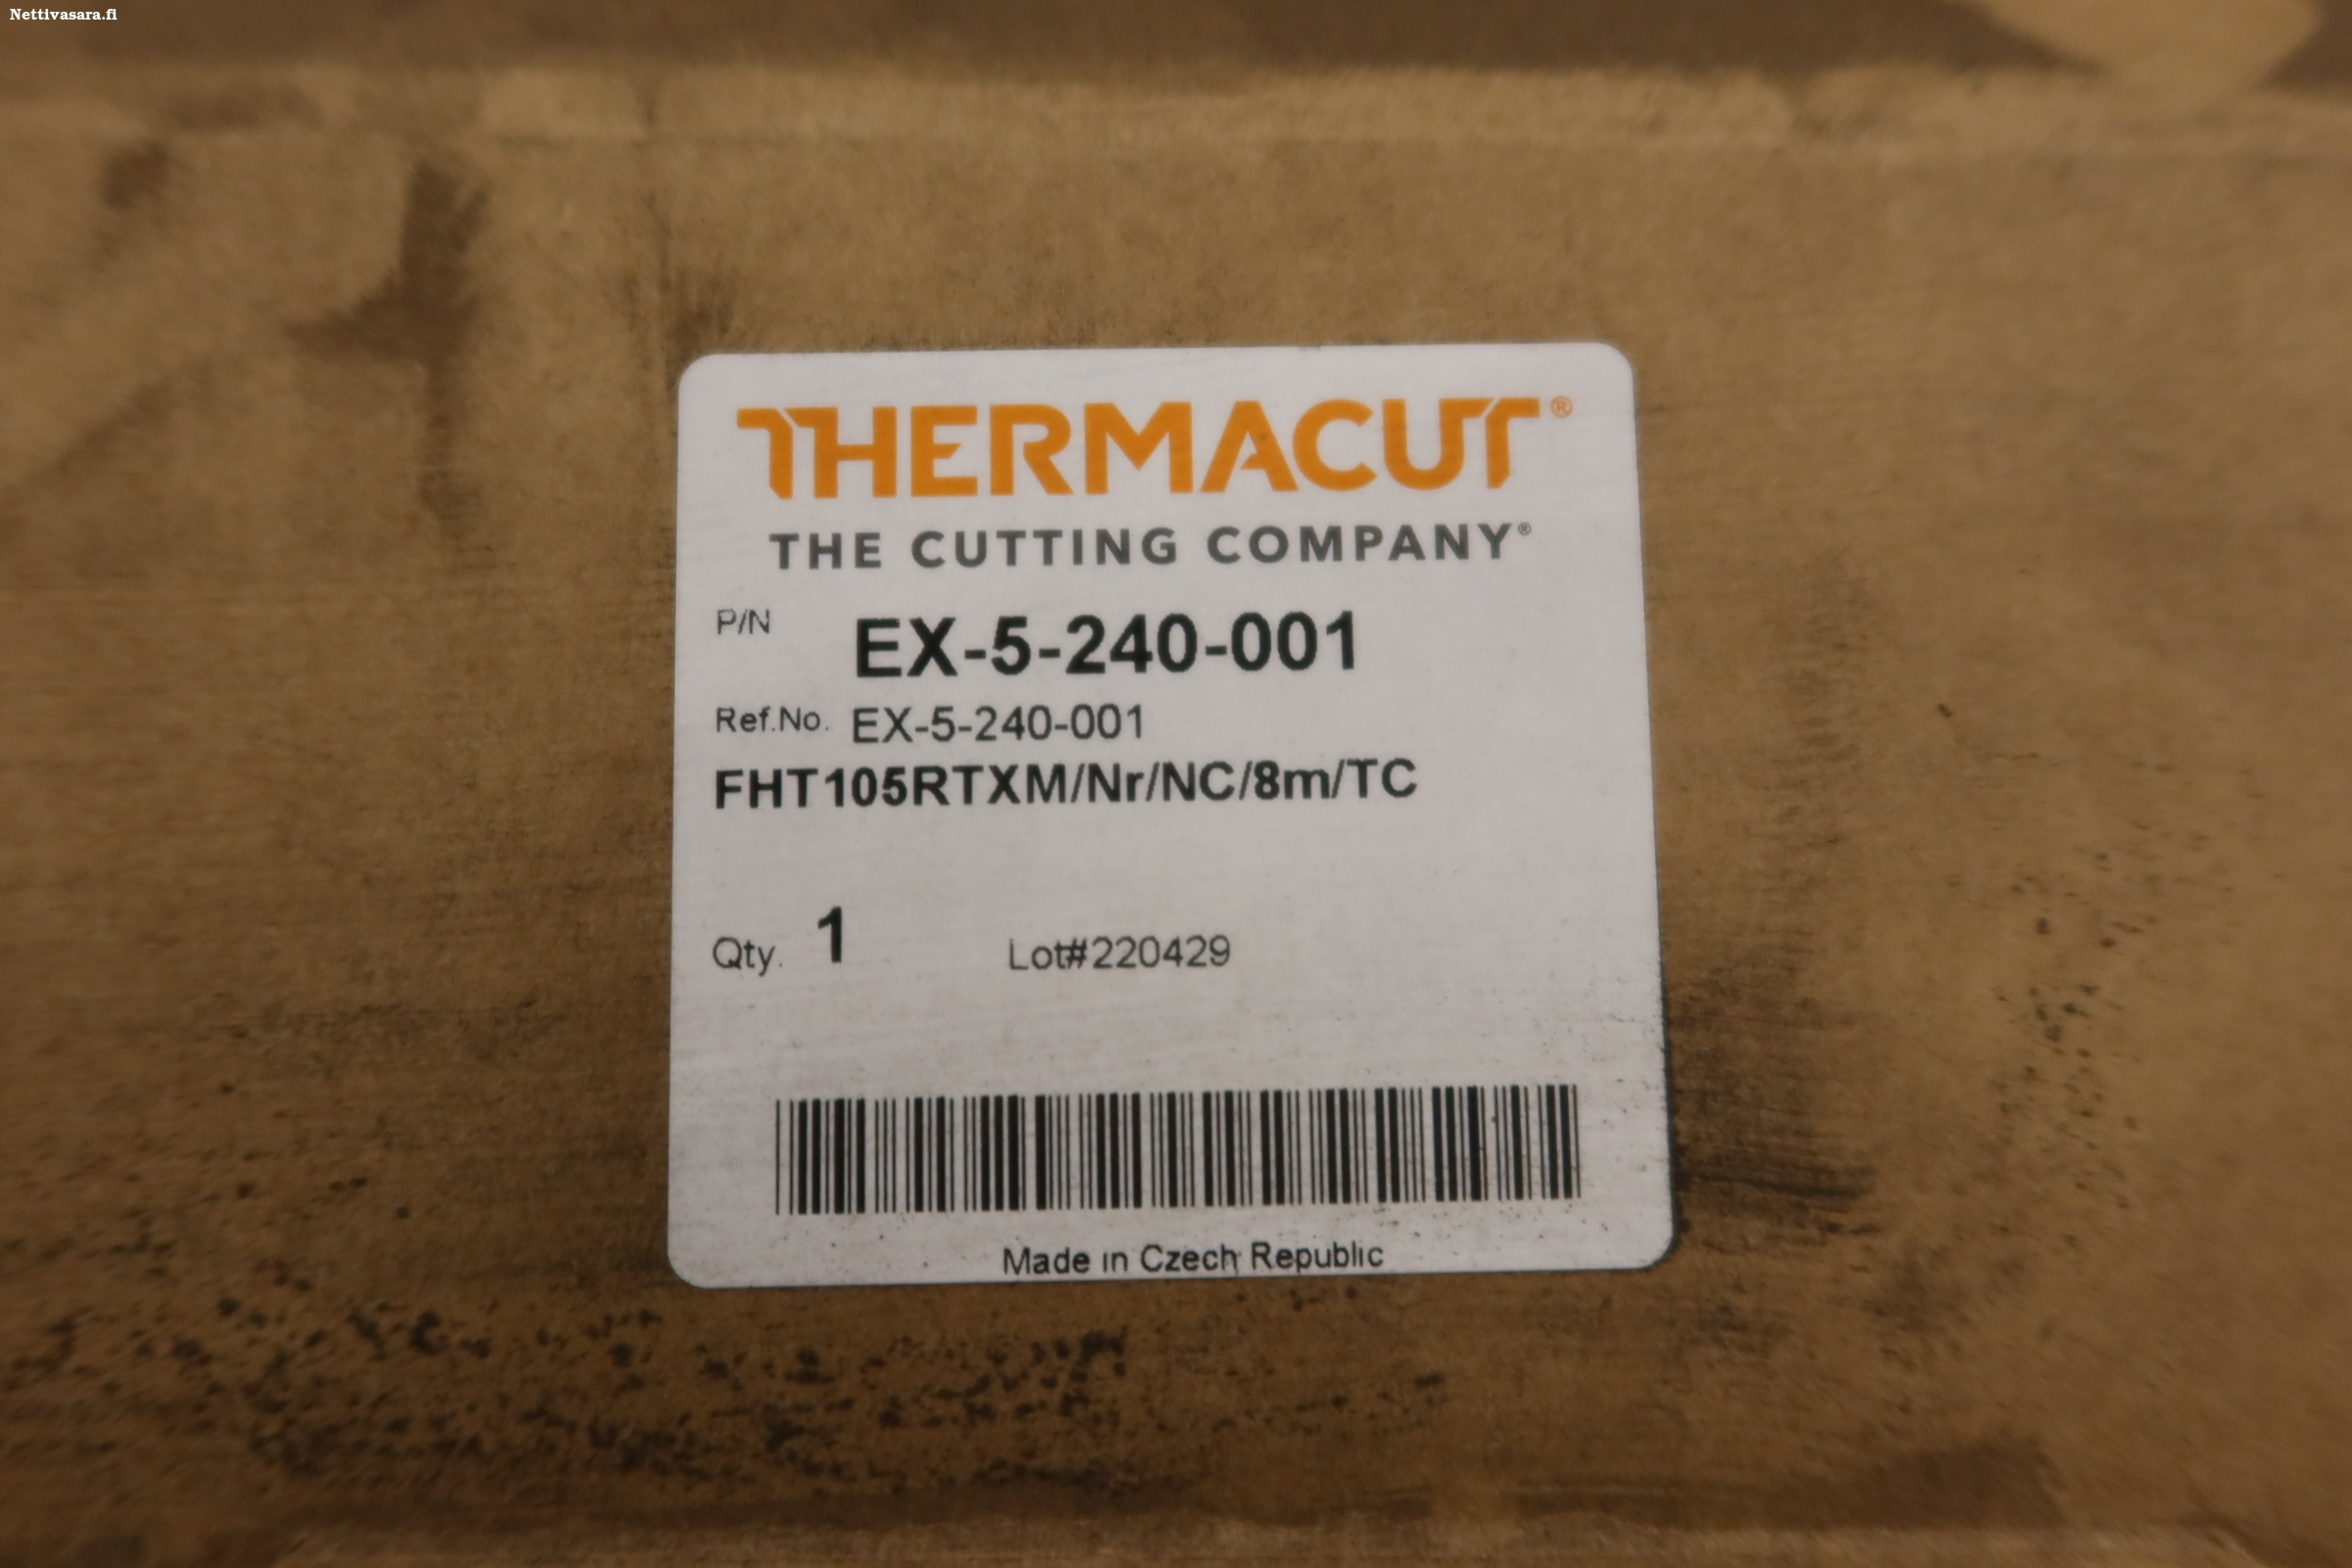 Nettivasara.fi
THERMACUT®
THE CUTTING COMPANY®
P/N EX-5-240-001
Ref.No. EX-5-240-001
FHT105RTXM/Nr/NC/8m/TC
Qty. 1 Lot#220429
Made in Czech Republic